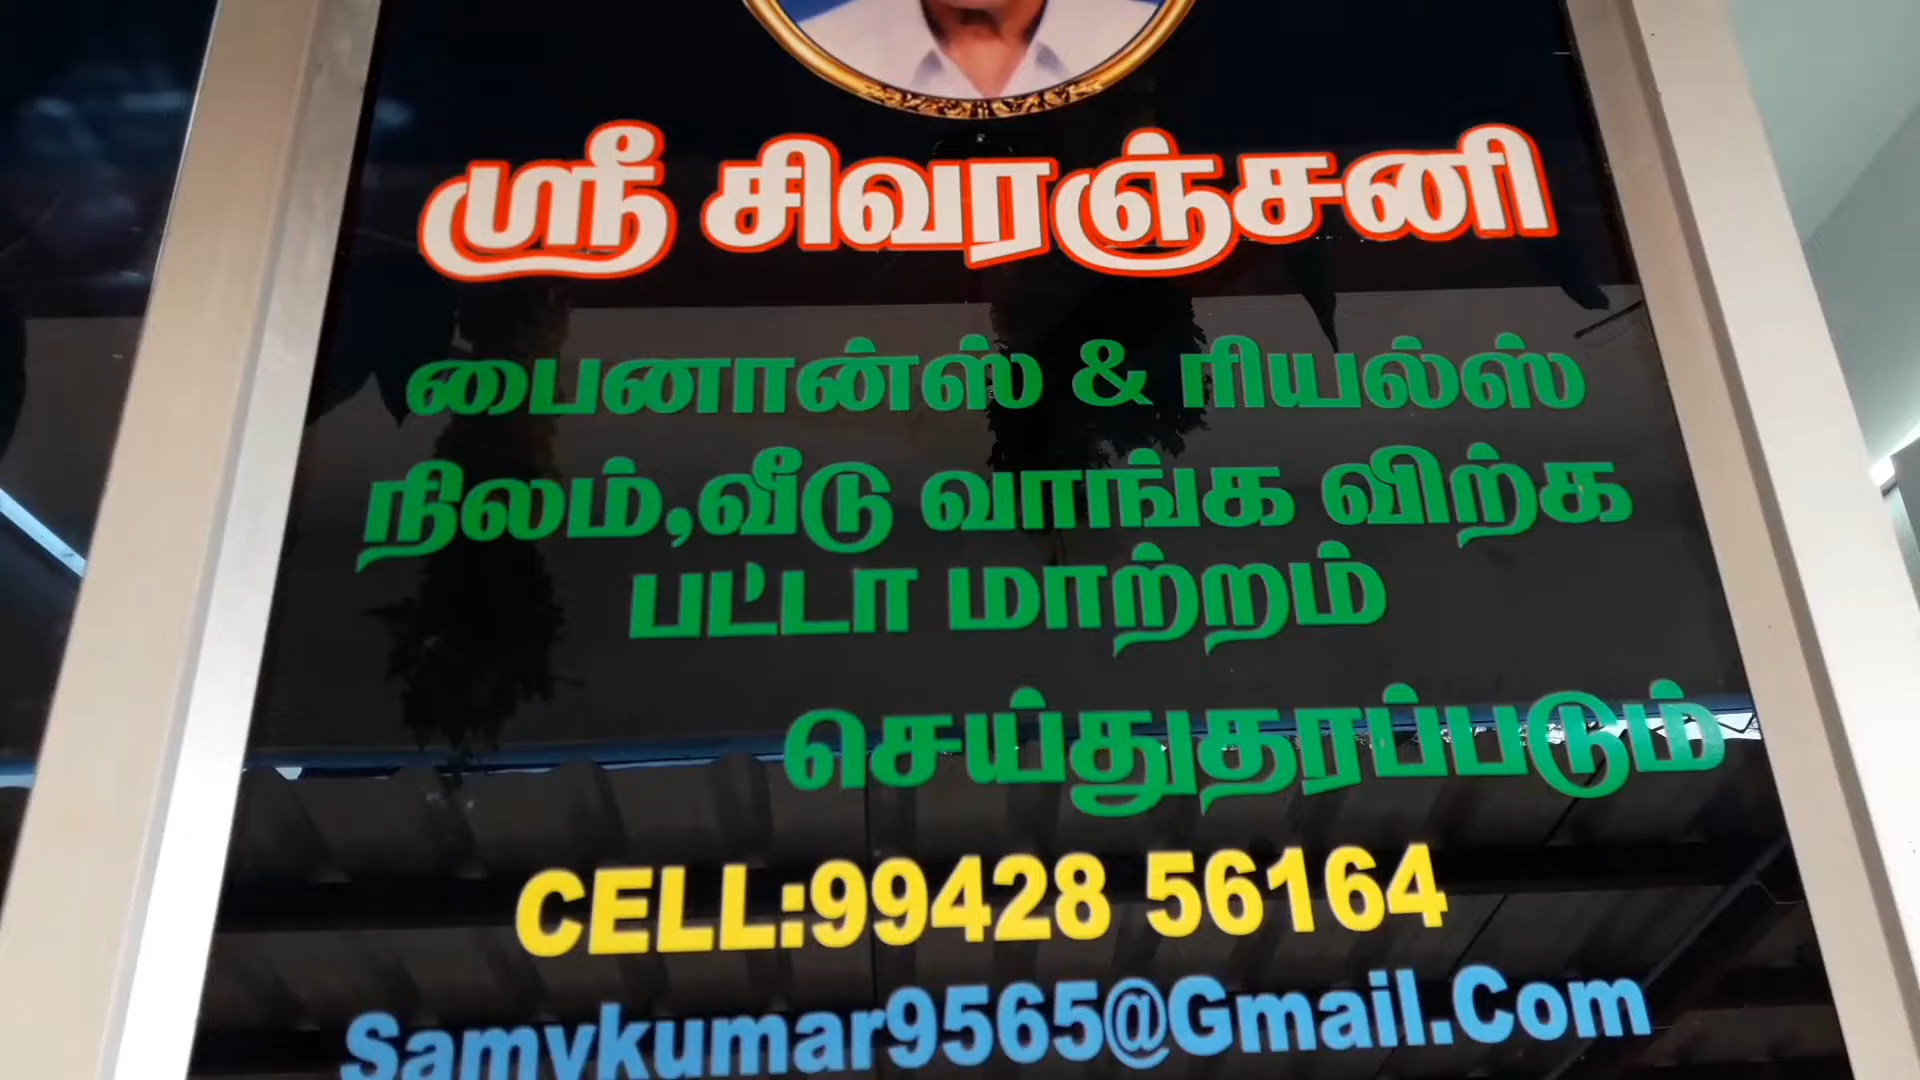 ஸ்ரீ சிவரஞ்சனி
பைனான்ஸ் & ரியல்ஸ்
நிலம்,வீடு வாங்க விற்க
பட்டா மாற்றம்
செய்துதரப்படும்
CELL:99428 56164
Samykumar9565@Gmail.Com